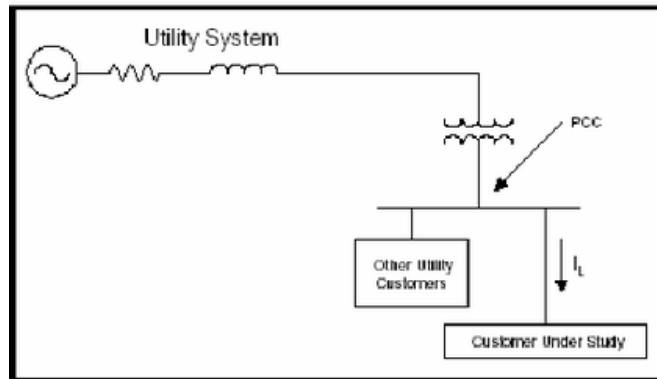 Utility System
PCC
Other Utility
Customers
I_L
Customer Under Study